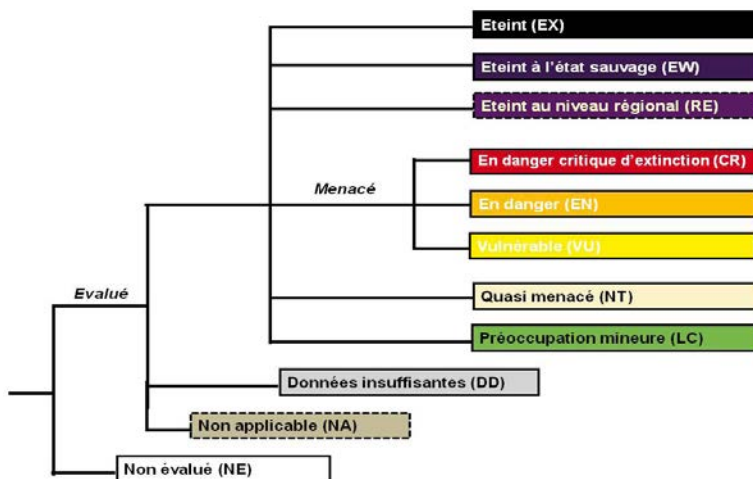 Eteint (EX)
Eteint à l'état sauvage (EW)
Eteint au niveau régional (RE)
En danger critique d'extinction (CR)
Menacé
En danger (EN)
Vulnérable (VU)
Evalué
Quasi menacé (NT)
Préoccupation mineure (LC)
Données insuffisantes (DD)
Non applicable (NA)
Non évalué (NE)